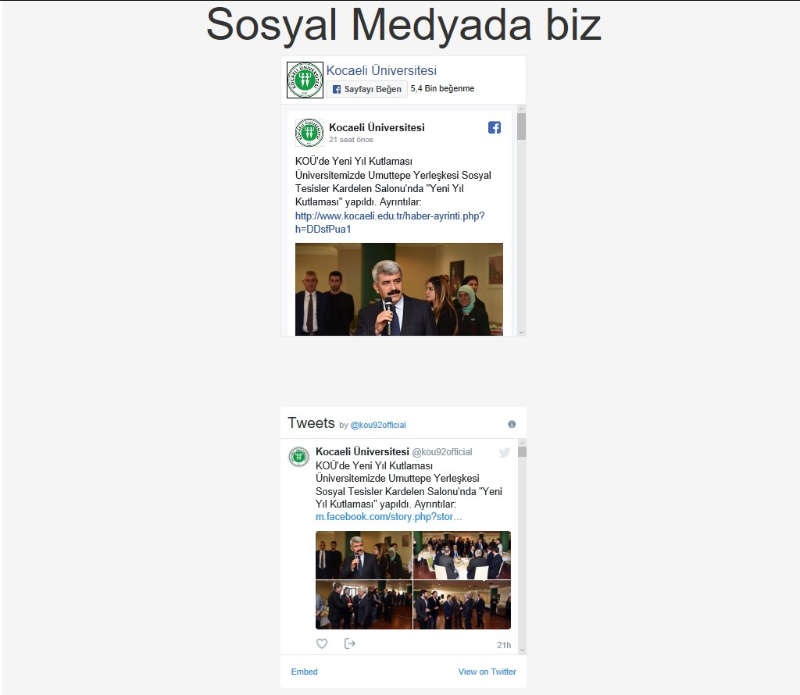 Sosyal Medyada biz
Kocaeli Üniversitesi
Sayfayı Beğen 5,4 Bin beğenme
Kocaeli Üniversitesi
21 saat önce
KOÜ'de Yeni Yıl Kutlaması
Üniversitemizde Umuttepe Yerleşkesi Sosyal
Tesisler Kardelen Salonu'nda "Yeni Yıl
Kutlaması" yapıldı. Ayrıntılar:
http://www.kocaeli.edu.tr/haber-ayrinti.php?
h=DDsfPua1
Tweets by @kou92official
Kocaeli Üniversitesi @kou92official
KOÜ'de Yeni Yıl Kutlaması
Üniversitemizde Umuttepe Yerleşkesi
Sosyal Tesisler Kardelen Salonu'nda "Yeni
Yıl Kutlaması" yapıldı. Ayrıntılar:
m.facebook.com/story.php?stor...
21h
Embed View on Twitter